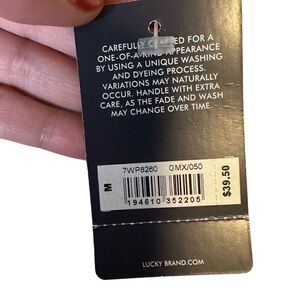 CAREFULLY CREATED FOR A
ONE-OF-A-KIND APPEARANCE
BY USING A UNIQUE WASHING
AND DYEING PROCESS.
VARIATIONS MAY NATURALLY
OCCUR. HANDLE WITH EXTRA
CARE, AS THE FADE AND WASH
MAY CHANGE OVER TIME.
7WP8260 GMX/050
M
194610 352205
$39.50
LUCKY BRAND.COM